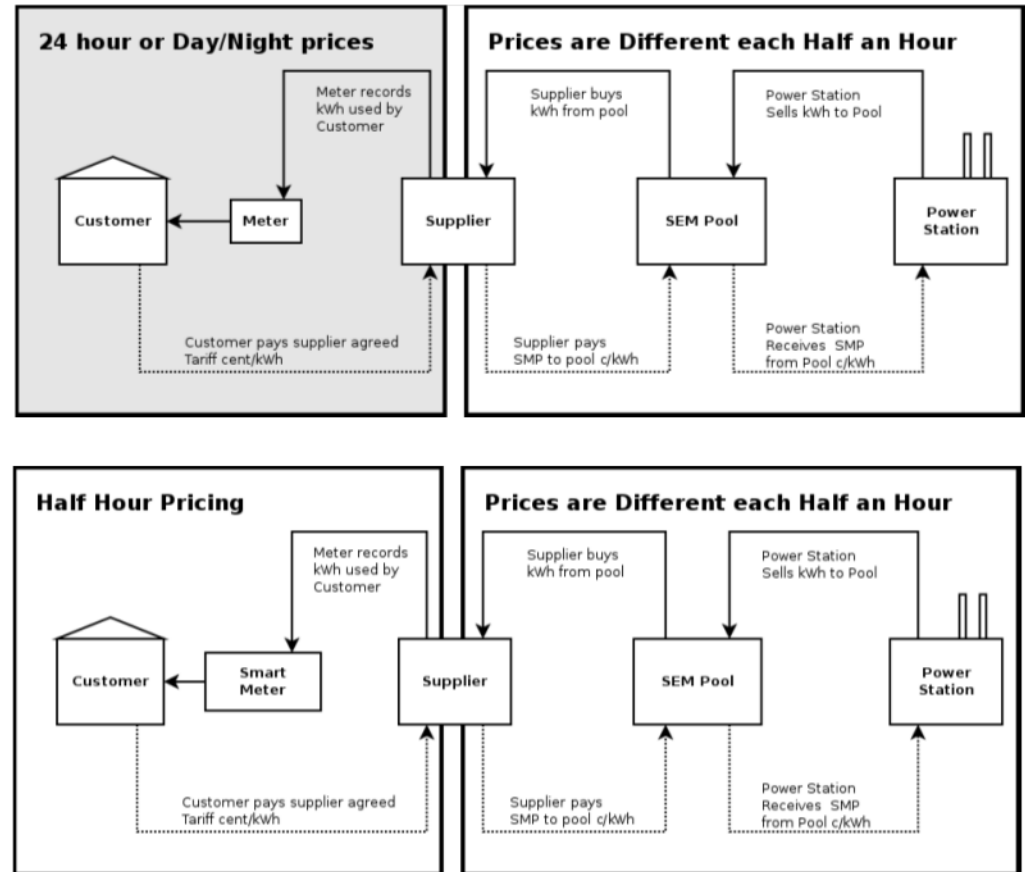 24 hour or Day/Night prices
Prices are Different each Half an Hour
Meter records
kWh used by
Customer
Supplier buys
kWh from pool
Power Station
Sells kWh to Pool
Customer
Meter
Supplier
SEM Pool
Power
Station
Customer pays supplier agreed
Tariff cent/kWh
Supplier pays
SMP to pool c/kWh
Power Station
Receives SMP
from Pool c/kWh
Half Hour Pricing
Prices are Different each Half an Hour
Meter records
kWh used by
Customer
Supplier buys
kWh from pool
Power Station
Sells kWh to Pool
Customer
Smart
Meter
Supplier
SEM Pool
Power
Station
Customer pays supplier agreed
Tariff cent/kWh
Supplier pays
SMP to pool c/kWh
Power Station
Receives SMP
from Pool c/kWh